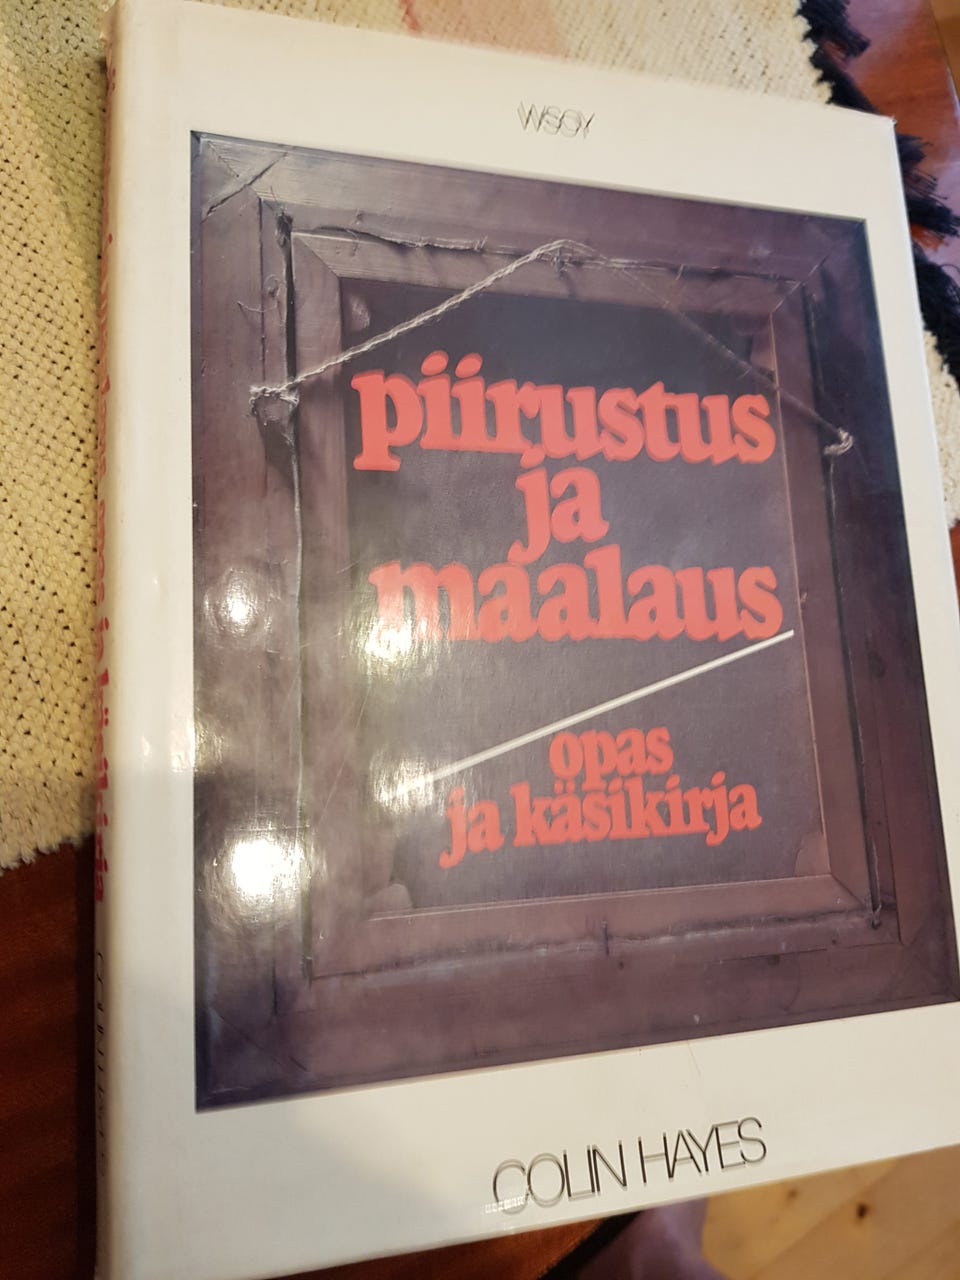 WSOY
piirustus
ja
maalaus
opas
ja käsikirja
COLIN HAYES